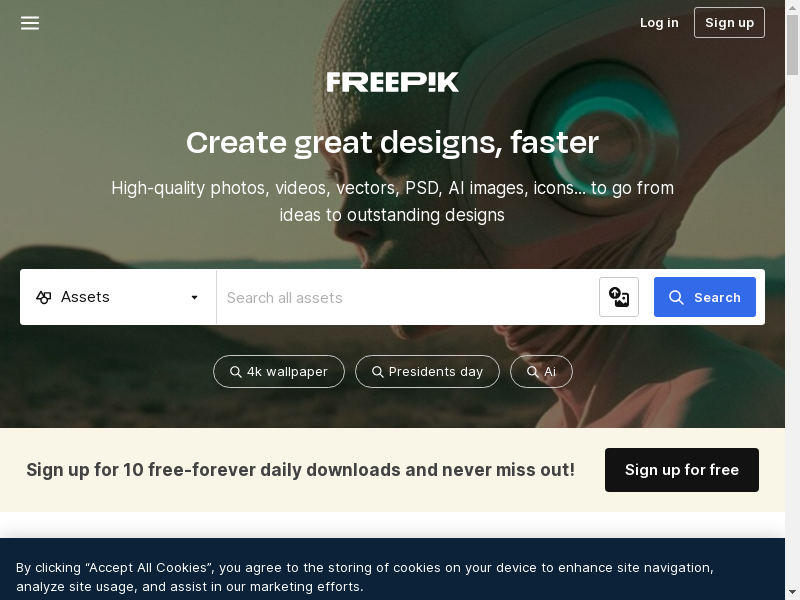 Log in
Sign up
FREEPIK
Create great designs, faster
High-quality photos, videos, vectors, PSD, AI images, icons... to go from
ideas to outstanding designs
Assets
Search all assets
Search
4k wallpaper
Presidents day
Ai
Sign up for 10 free-forever daily downloads and never miss out!
Sign up for free
By clicking “Accept All Cookies”, you agree to the storing of cookies on your device to enhance site navigation,
analyze site usage, and assist in our marketing efforts.